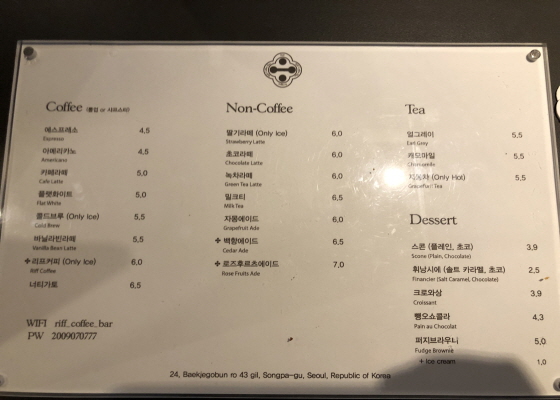 Coffee
에스프레소 4,5
Espresso
아메리카노 4,5
Americano
카페라떼 5,0
Cafe Latte
플랫화이트 5,0
Flat White
콜드브루 (Only Ice) 5,5
Cold Brew
바닐라빈라떼 5,5
Vanilla Bean Latte
리프커피 (Only Ice) 6,0
Riff Coffee
너티가토 6,5
WIFI riff_coffee_bar
PW 2009070777
Non-Coffee
딸기라떼 (Only Ice) 6,0
Strawberry Latte
초코라떼 6,0
Chocolate Latte
녹차라떼 6,0
Green Tea Latte
밀크티 6,5
Milk Tea
자몽에이드 6,0
Grapefruit Ade
백향에이드 6,5
Cedar Ade
로즈후르츠에이드 7,0
Rose Fruits Ade
Tea
얼그레이 5,5
Earl Grey
캐모마일 5,5
Chamomile
자몽차 (Only Hot) 5,5
Grapefruit Tea
Dessert
스콘 (플레인, 초코) 3,9
Scone (Plain, Chocolate)
휘낭시에 (솔트 카라멜, 초코) 2,5
Financier (Salt Caramel, Chocolate)
크로와상 3,9
Croissant
뺑오쇼콜라 4,3
Pain au Chocolat
퍼지브라우니 5,0
Fudge Brownie
+ Ice cream 1,0
24, Baekjegobun ro 43 gil, Songpa-gu, Seoul, Republic of Korea